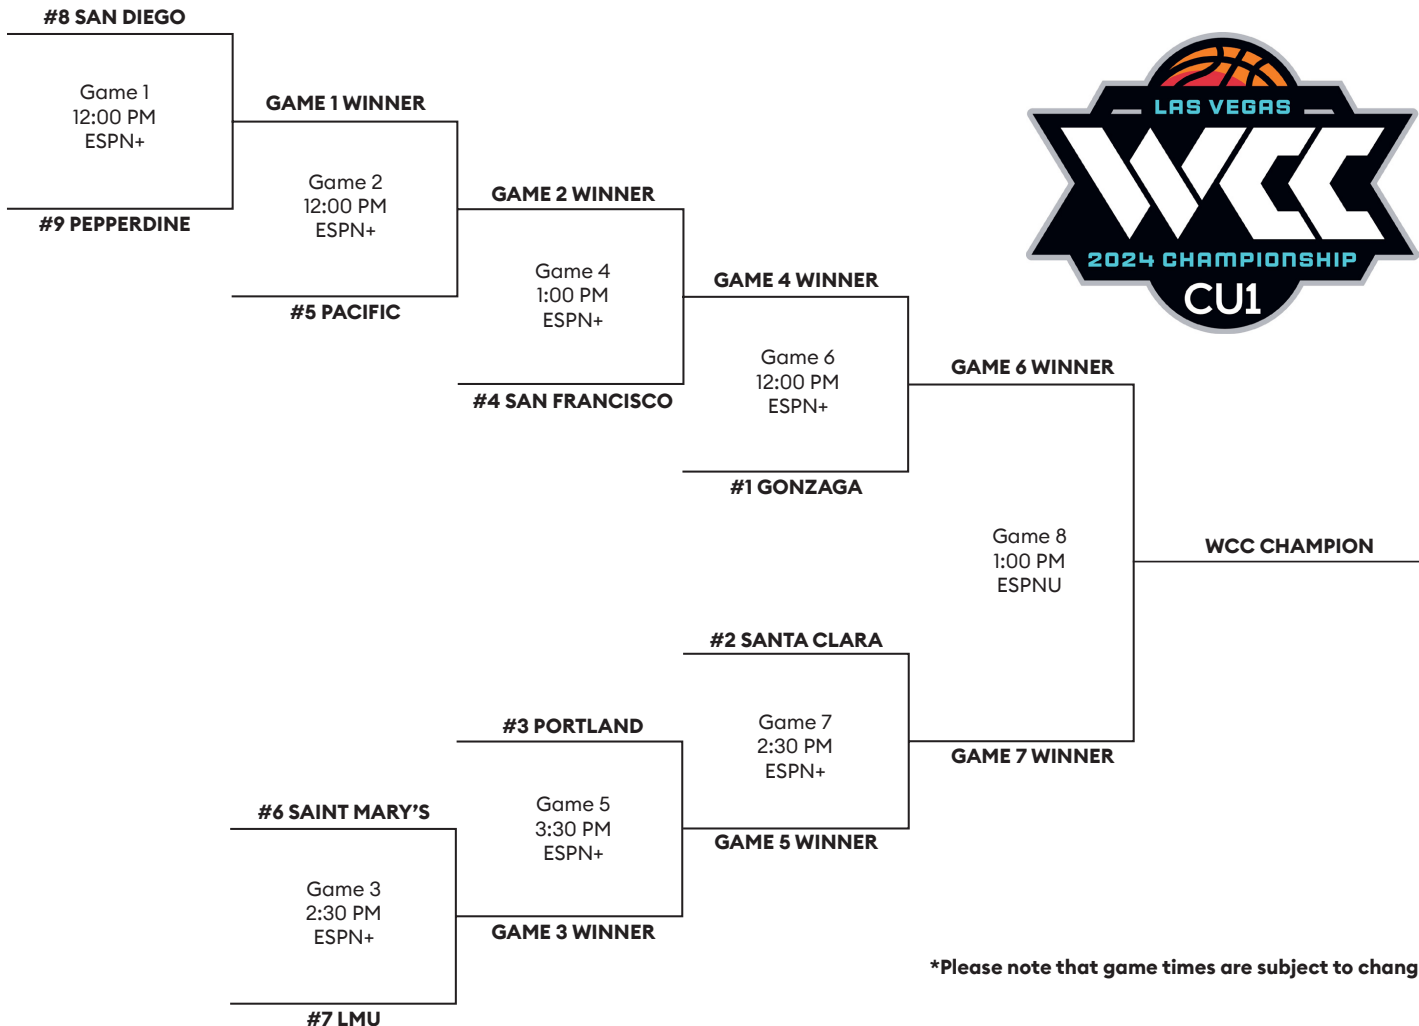 #8 SAN DIEGO
Game 1
12:00 PM
ESPN+
#9 PEPPERDINE
GAME 1 WINNER
Game 2
12:00 PM
ESPN+
#5 PACIFIC
GAME 2 WINNER
Game 4
1:00 PM
ESPN+
#4 SAN FRANCISCO
GAME 4 WINNER
Game 6
12:00 PM
ESPN+
#1 GONZAGA
GAME 6 WINNER
Game 8
1:00 PM
ESPNU
WCC CHAMPION
#2 SANTA CLARA
Game 7
2:30 PM
ESPN+
GAME 7 WINNER
#3 PORTLAND
Game 5
3:30 PM
ESPN+
GAME 5 WINNER
#6 SAINT MARY'S
Game 3
2:30 PM
ESPN+
GAME 3 WINNER
#7 LMU
LAS VEGAS
WCC
2024 CHAMPIONSHIP
CU1
*Please note that game times are subject to chang